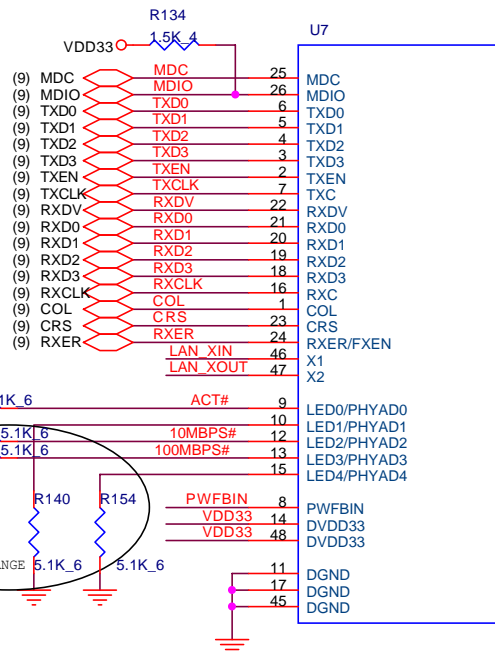 R134
U7
1.5K_4
VDD33
(9) MDC MDC 25 MDC
(9) MDIO MDIO 26 MDIO
(9) TXD0 TXD0 6 TXD0
(9) TXD1 TXD1 5 TXD1
(9) TXD2 TXD2 4 TXD2
(9) TXD3 TXD3 3 TXD3
(9) TXEN TXEN 2 TXEN
(9) TXCLK TXCLK 7 TXC
(9) RXDV RXDV 22 RXDV
(9) RXD0 RXD0 21 RXD0
(9) RXD1 RXD1 20 RXD1
(9) RXD2 RXD2 19 RXD2
(9) RXD3 RXD3 18 RXD3
(9) RXCLK RXCLK 16 RXC
(9) COL COL 1 COL
(9) CRS CRS 23 CRS
(9) RXER RXER 24 RXER/FXEN
LAN_XIN 46 X1
LAN_XOUT 47 X2
1K_6 ACT# 9 LED0/PHYAD0
10 LED1/PHYAD1
5.1K_6 10MBPS# 12 LED2/PHYAD2
5.1K_6 100MBPS# 13 LED3/PHYAD3
15 LED4/PHYAD4
R140 R154
PWFBIN 8 PWFBIN
VDD33 14 DVDD33
VDD33 48 DVDD33
ANGE 5.1K_6 5.1K_6
11 DGND
17 DGND
45 DGND